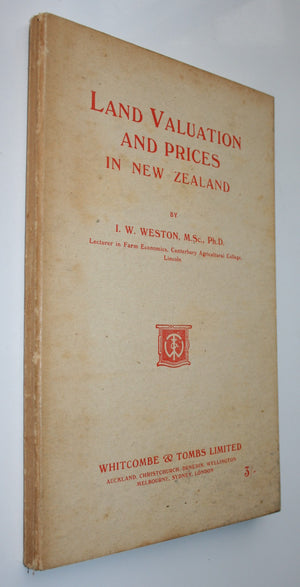 LAND VALUATION
AND PRICES
IN NEW ZEALAND
BY
I. W. WESTON, M.Sc., Ph.D.
Lecturer in Farm Economics, Canterbury Agricultural College,
Lincoln.
WHITCOMBE & TOMBS LIMITED
AUCKLAND, CHRISTCHURCH, DUNEDIN, WELLINGTON
MELBOURNE, SYDNEY, LONDON